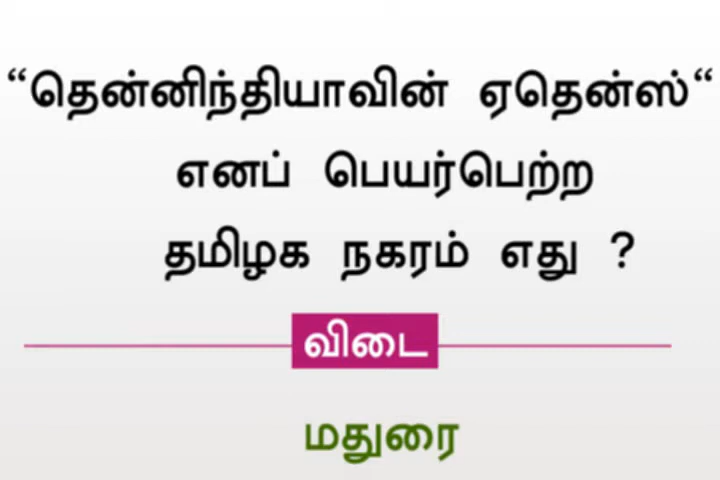 “தென்னிந்தியாவின் ஏதென்ஸ்“
எனப் பெயர்பெற்ற
தமிழக நகரம் எது ?
விடை
மதுரை